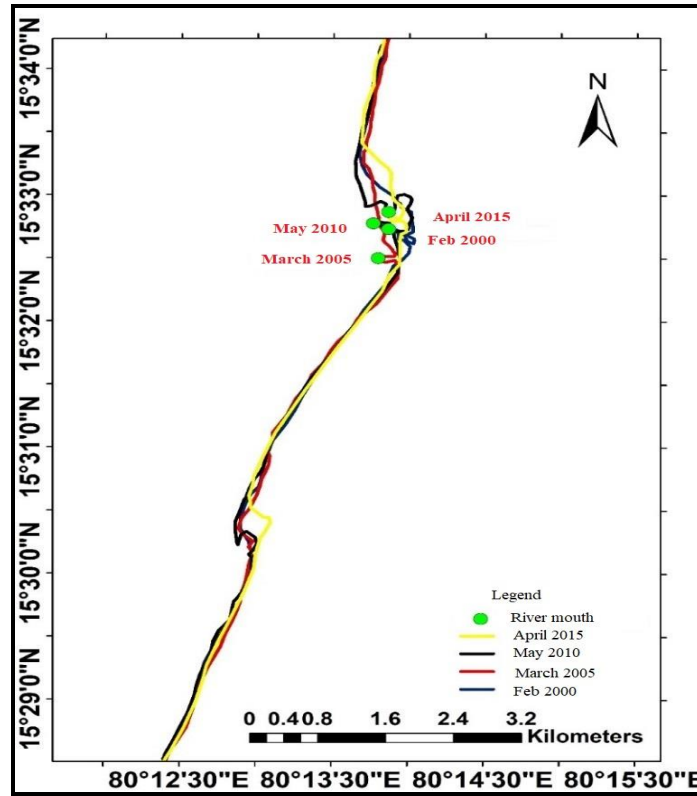 15°34'0"N
15°33'0"N
15°32'0"N
15°31'0"N
15°30'0"N
15°29'0"N
N
April 2015
May 2010
Feb 2000
March 2005
Legend
River mouth
April 2015
May 2010
March 2005
Feb 2000
0 0.40.8 1.6 2.4 3.2
Kilometers
80°12'30"E 80°13'30"E 80°14'30"E 80°15'30"E